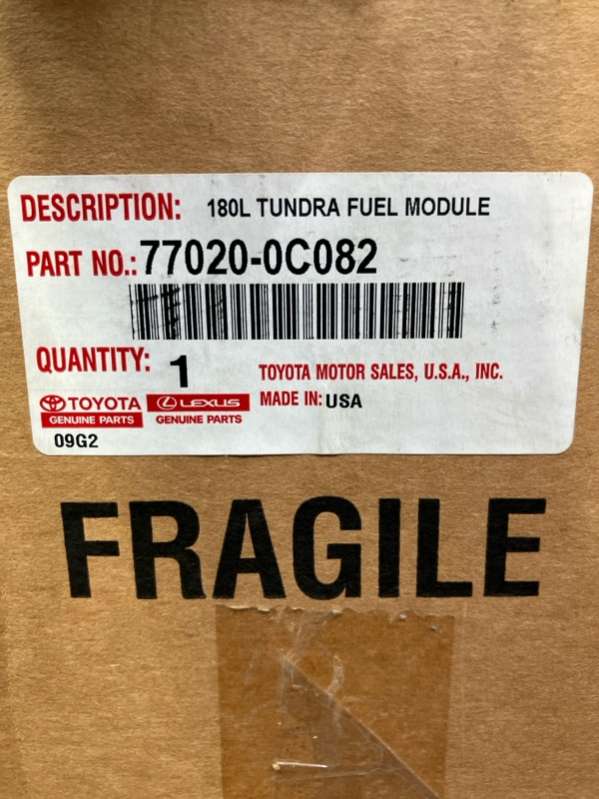 DESCRIPTION: 180L TUNDRA FUEL MODULE
PART NO.: 77020-0C082
QUANTITY: 1
TOYOTA MOTOR SALES, U.S.A., INC.
MADE IN: USA
TOYOTA
GENUINE PARTS
LEXUS
GENUINE PARTS
09G2
FRAGILE